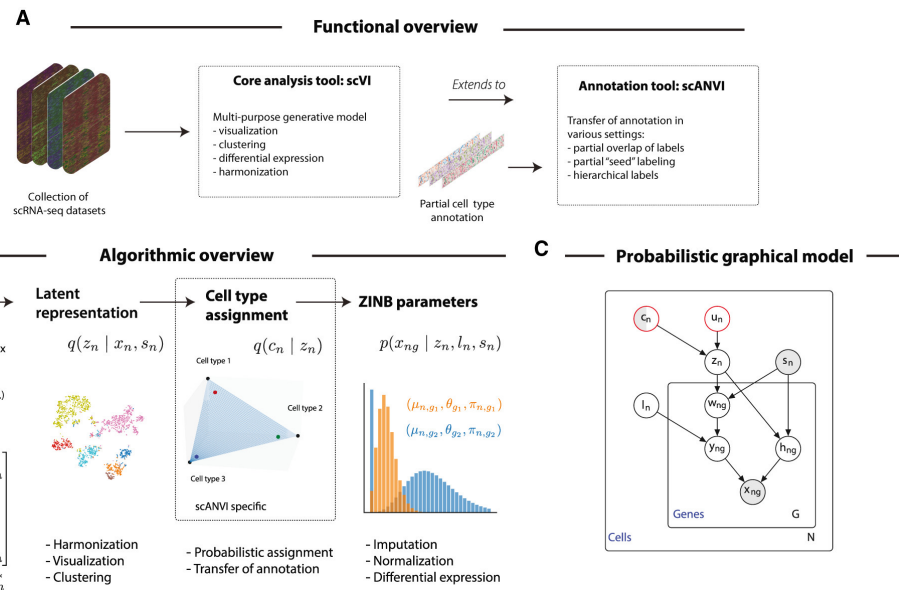 A
Functional overview
Core analysis tool: scVI
Multi-purpose generative model
- visualization
- clustering
- differential expression
- harmonization
Collection of
scRNA-seq datasets
Extends to
Partial cell type
annotation
Annotation tool: scANVI
Transfer of annotation in
various settings:
- partial overlap of labels
- partial “seed” labeling
- hierarchical labels
Algorithmic overview
Latent
representation
q(z_n | x_n, s_n)
- Harmonization
- Visualization
- Clustering
Cell type
assignment
q(c_n | z_n)
Cell type 1
Cell type 2
Cell type 3
scANVI specific
- Probabilistic assignment
- Transfer of annotation
ZINB parameters
p(x_ng | z_n, l_n, s_n)
(μ_n,g1, θ_g1, π_n,g1)
(μ_n,g2, θ_g2, π_n,g2)
- Imputation
- Normalization
- Differential expression
C
Probabilistic graphical model
c_n
u_n
z_n
s_n
l_n
w_ng
y_ng
h_ng
x_ng
Genes
G
Cells
N